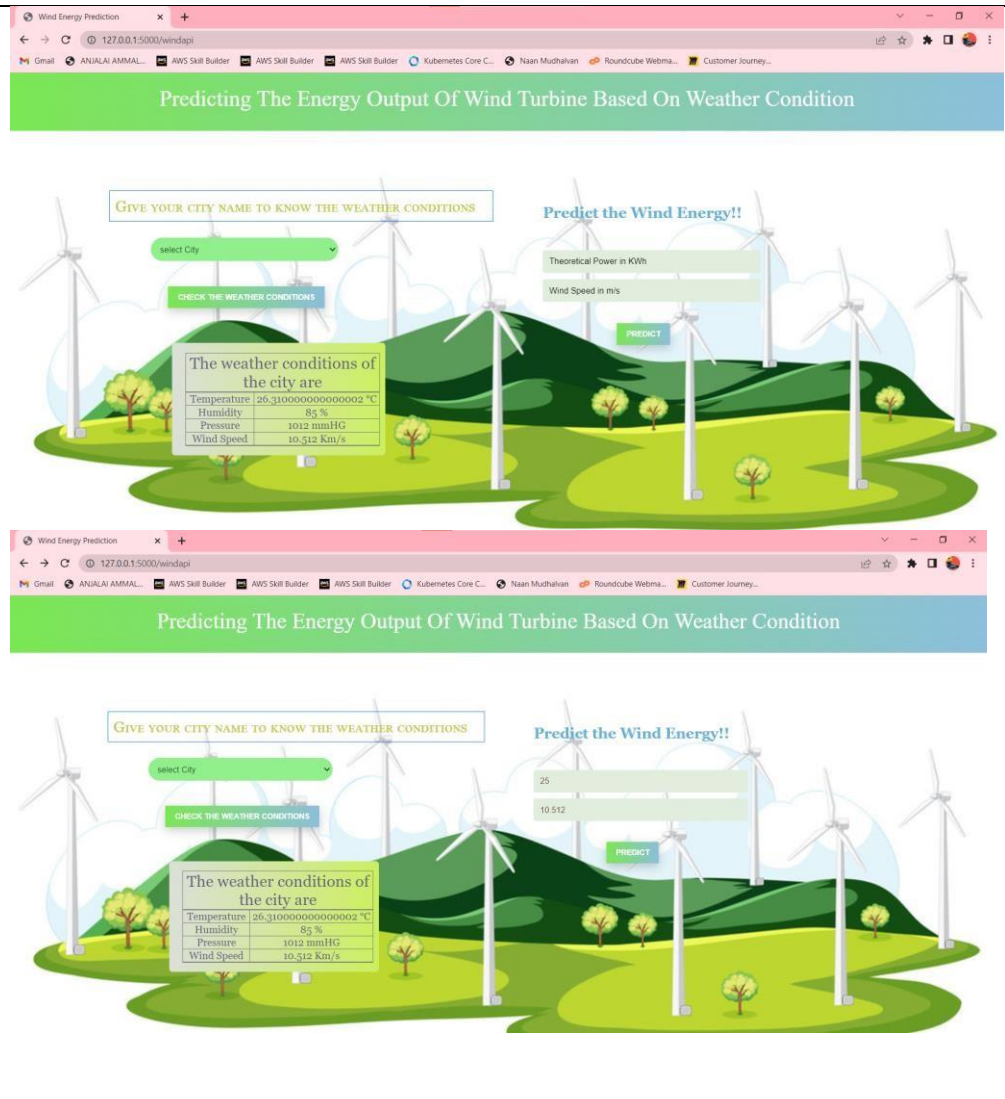 Wind Energy Prediction
127.0.0.1:5000/windapi
Gmail ANJALAI AMMAL... AWS Skill Builder AWS Skill Builder AWS Skill Builder Kubernetes Core C... Naan Mudhalvan Roundcube Webma... Customer Journey...
Predicting The Energy Output Of Wind Turbine Based On Weather Condition
GIVE YOUR CITY NAME TO KNOW THE WEATHER CONDITIONS
select City
CHECK THE WEATHER CONDITIONS
The weather conditions of
the city are
Temperature 26.310000000000002 °C
Humidity 85 %
Pressure 1012 mmHG
Wind Speed 10.512 Km/s
Predict the Wind Energy!!
Theoretical Power in KWh
Wind Speed in m/s
PREDICT
Wind Energy Prediction
127.0.0.1:5000/windapi
Gmail ANJALAI AMMAL... AWS Skill Builder AWS Skill Builder AWS Skill Builder Kubernetes Core C... Naan Mudhalvan Roundcube Webma... Customer Journey...
Predicting The Energy Output Of Wind Turbine Based On Weather Condition
GIVE YOUR CITY NAME TO KNOW THE WEATHER CONDITIONS
select City
CHECK THE WEATHER CONDITIONS
The weather conditions of
the city are
Temperature 26.310000000000002 °C
Humidity 85 %
Pressure 1012 mmHG
Wind Speed 10.512 Km/s
Predict the Wind Energy!!
25
10.512
PREDICT